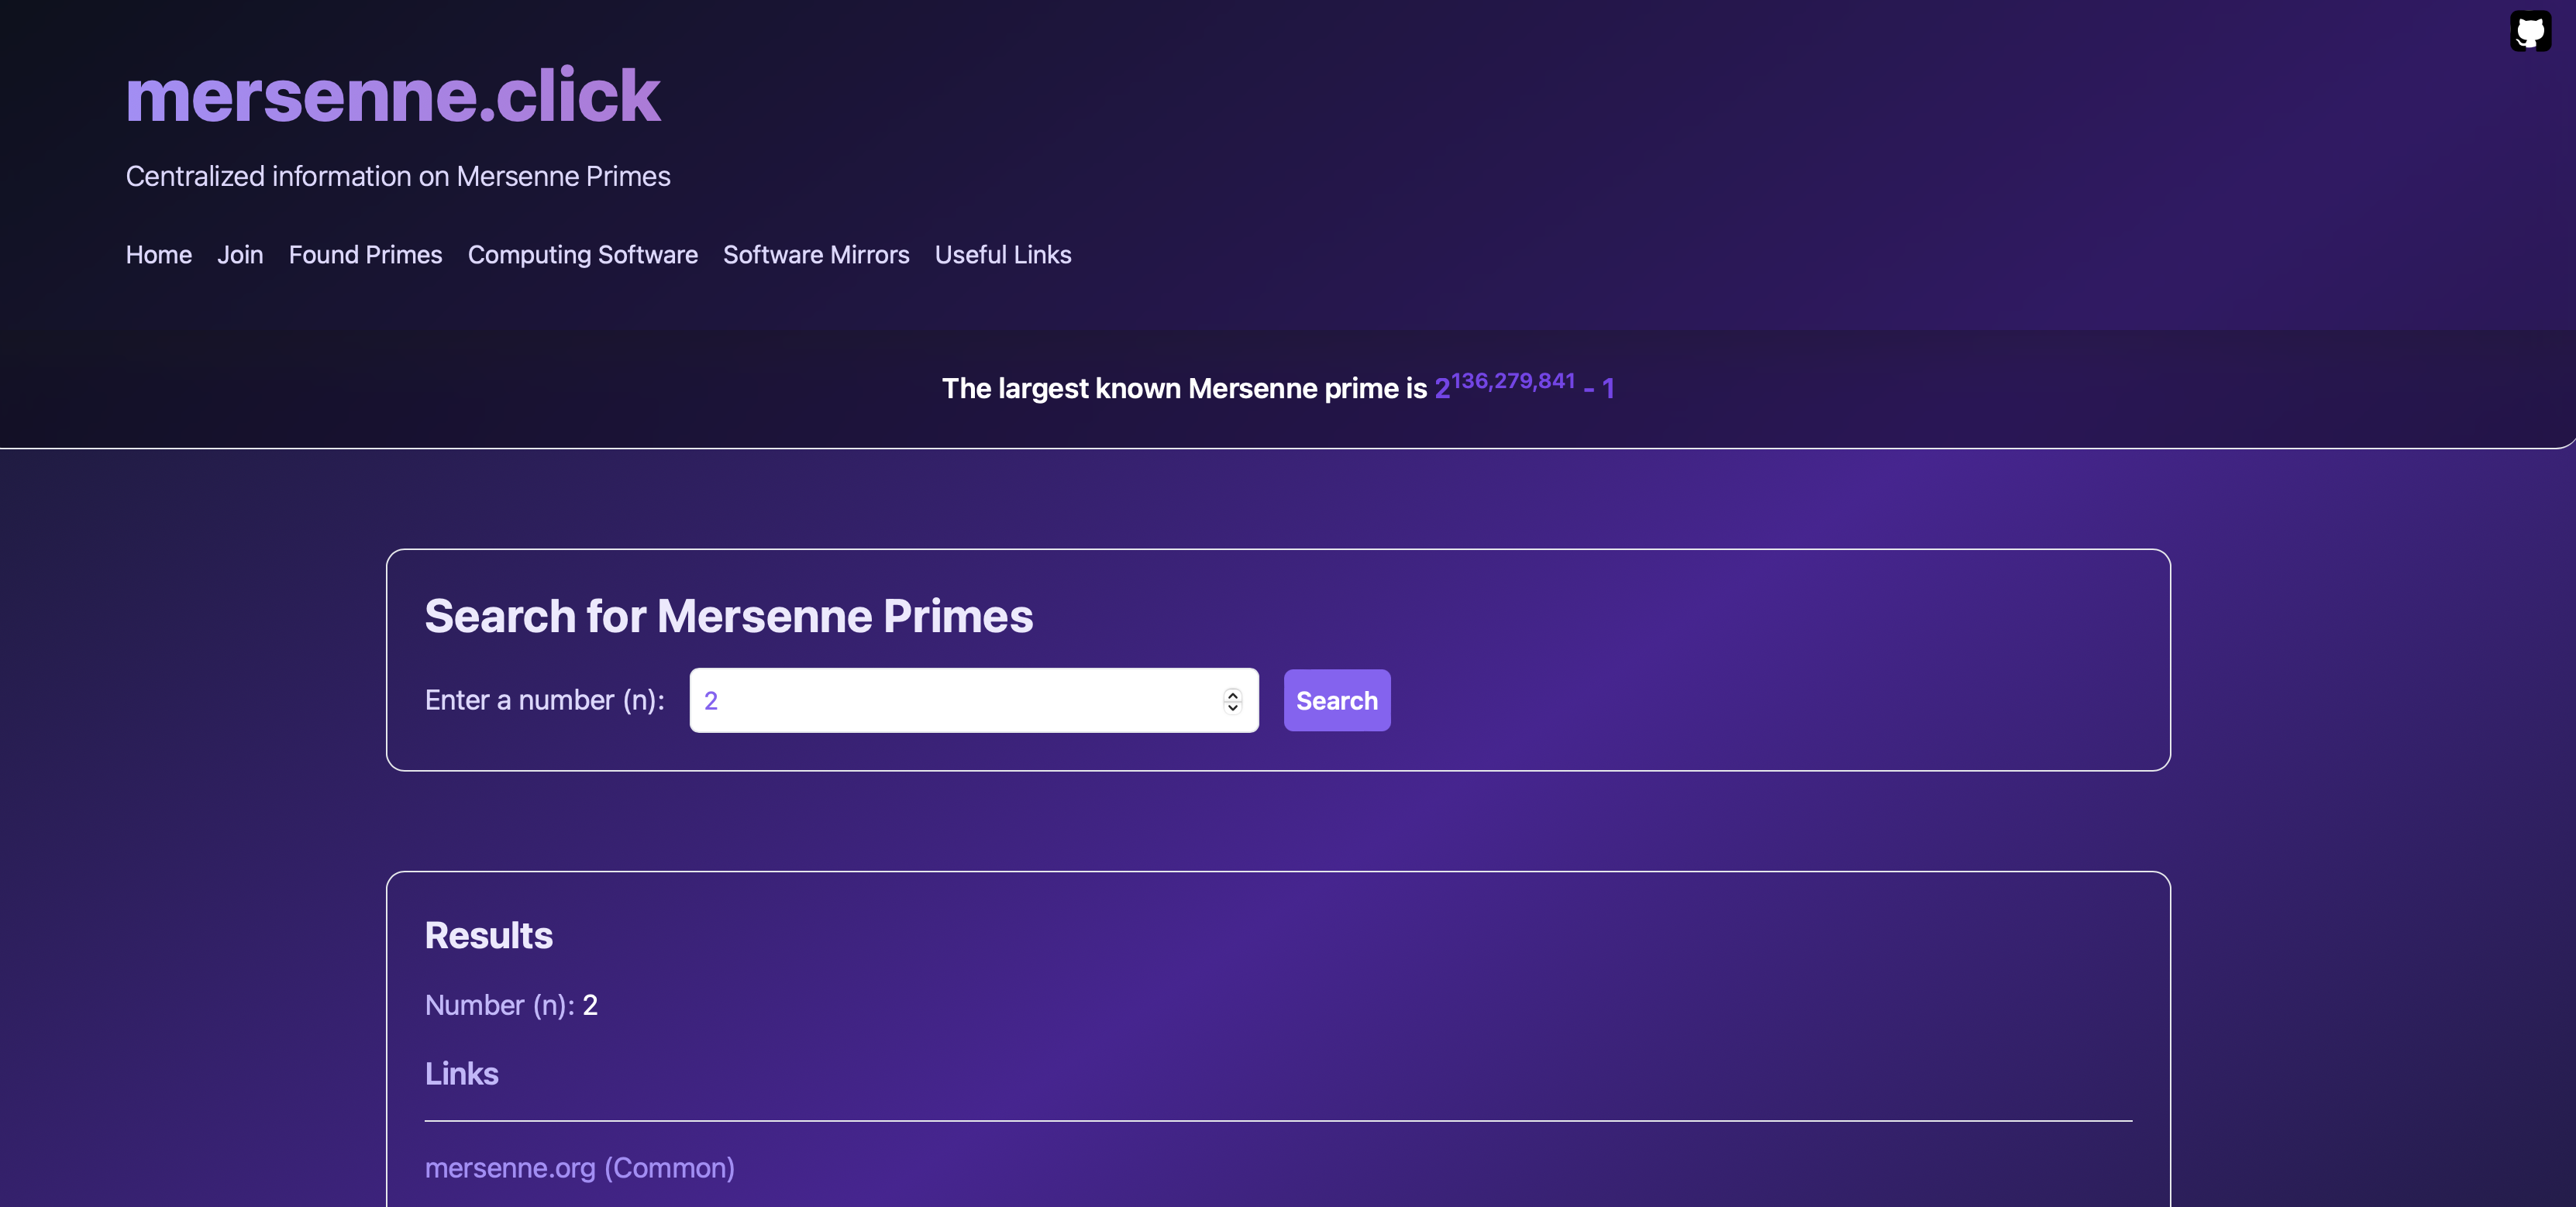 mersenne.click
Centralized information on Mersenne Primes
Home Join Found Primes Computing Software Software Mirrors Useful Links
The largest known Mersenne prime is 2^136,279,841 - 1
Search for Mersenne Primes
Enter a number (n): 2 Search
Results
Number (n): 2
Links
mersenne.org (Common)